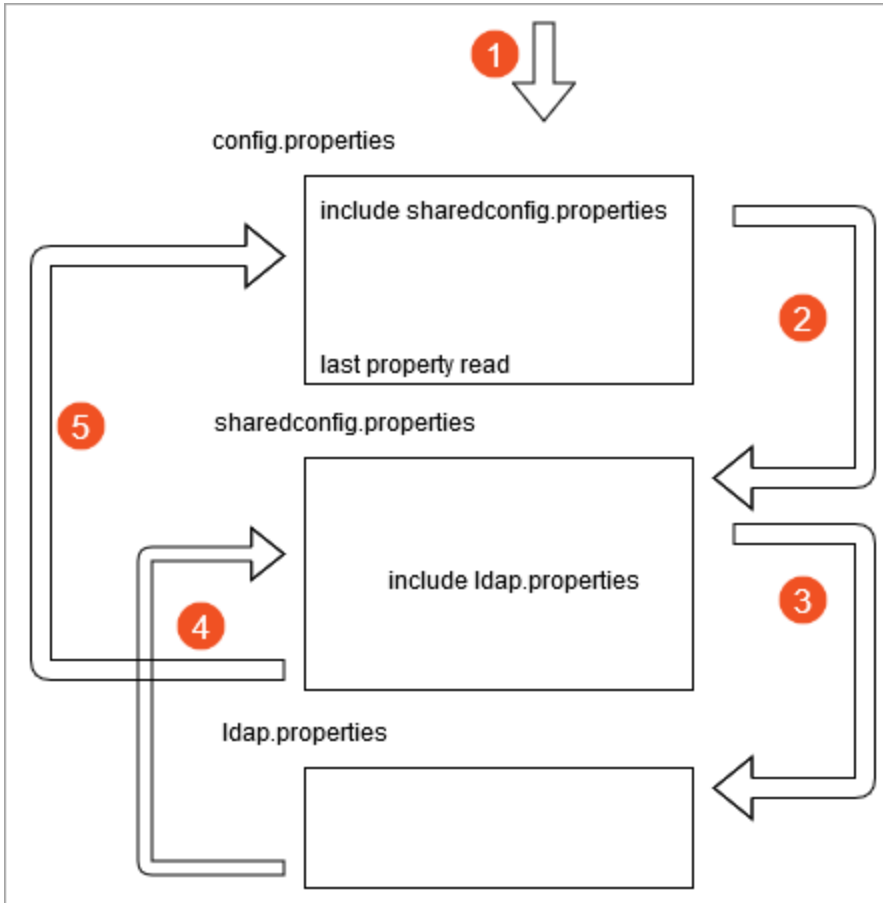 1
config.properties
include sharedconfig.properties
2
last property read
sharedconfig.properties
5
include ldap.properties
3
4
ldap.properties